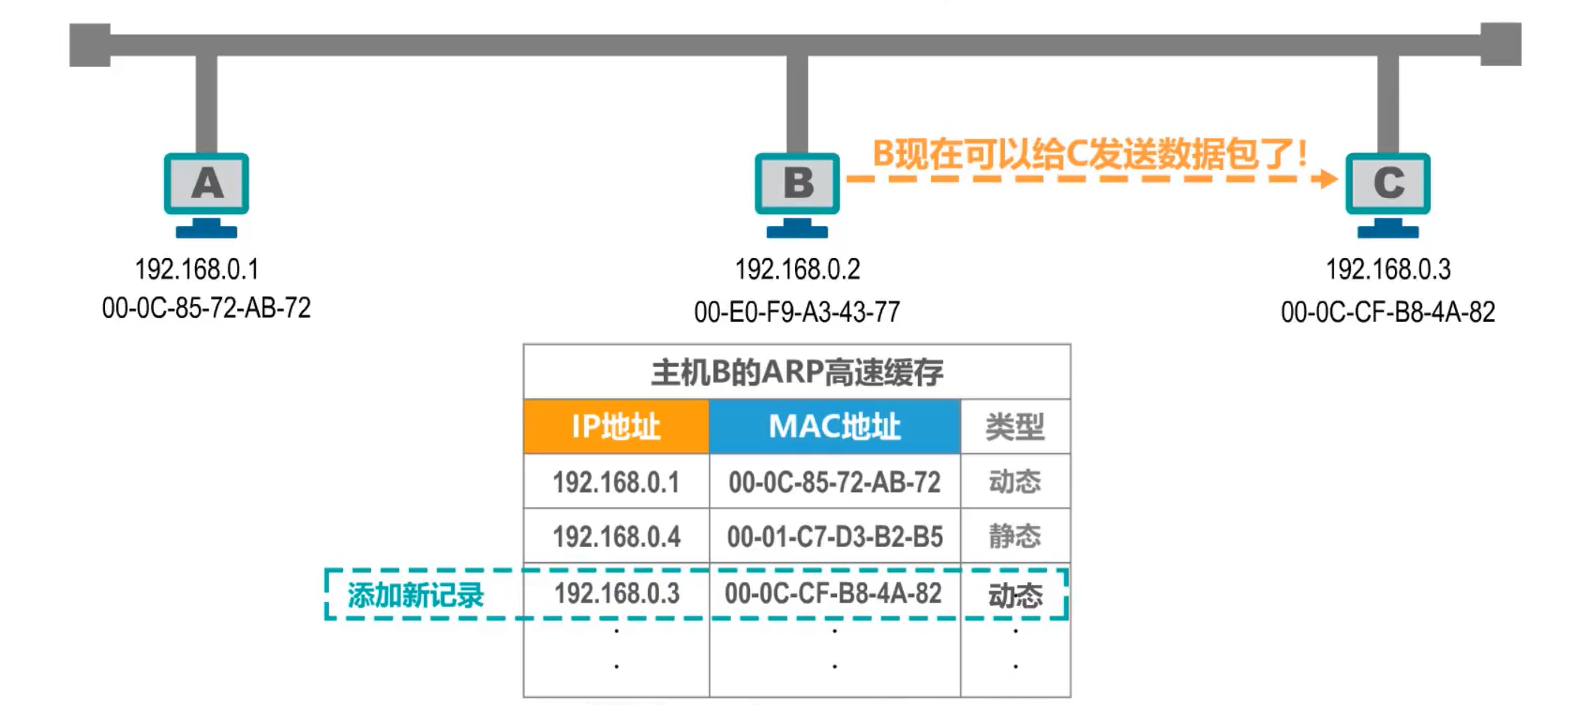 B现在可以给C发送数据包了!
A
B
C
192.168.0.1
192.168.0.2
192.168.0.3
00-0C-85-72-AB-72
00-E0-F9-A3-43-77
00-0C-CF-B8-4A-82
主机B的ARP高速缓存
IP地址 MAC地址 类型
192.168.0.1 00-0C-85-72-AB-72 动态
192.168.0.4 00-01-C7-D3-B2-B5 静态
添加新记录 192.168.0.3 00-0C-CF-B8-4A-82 动态